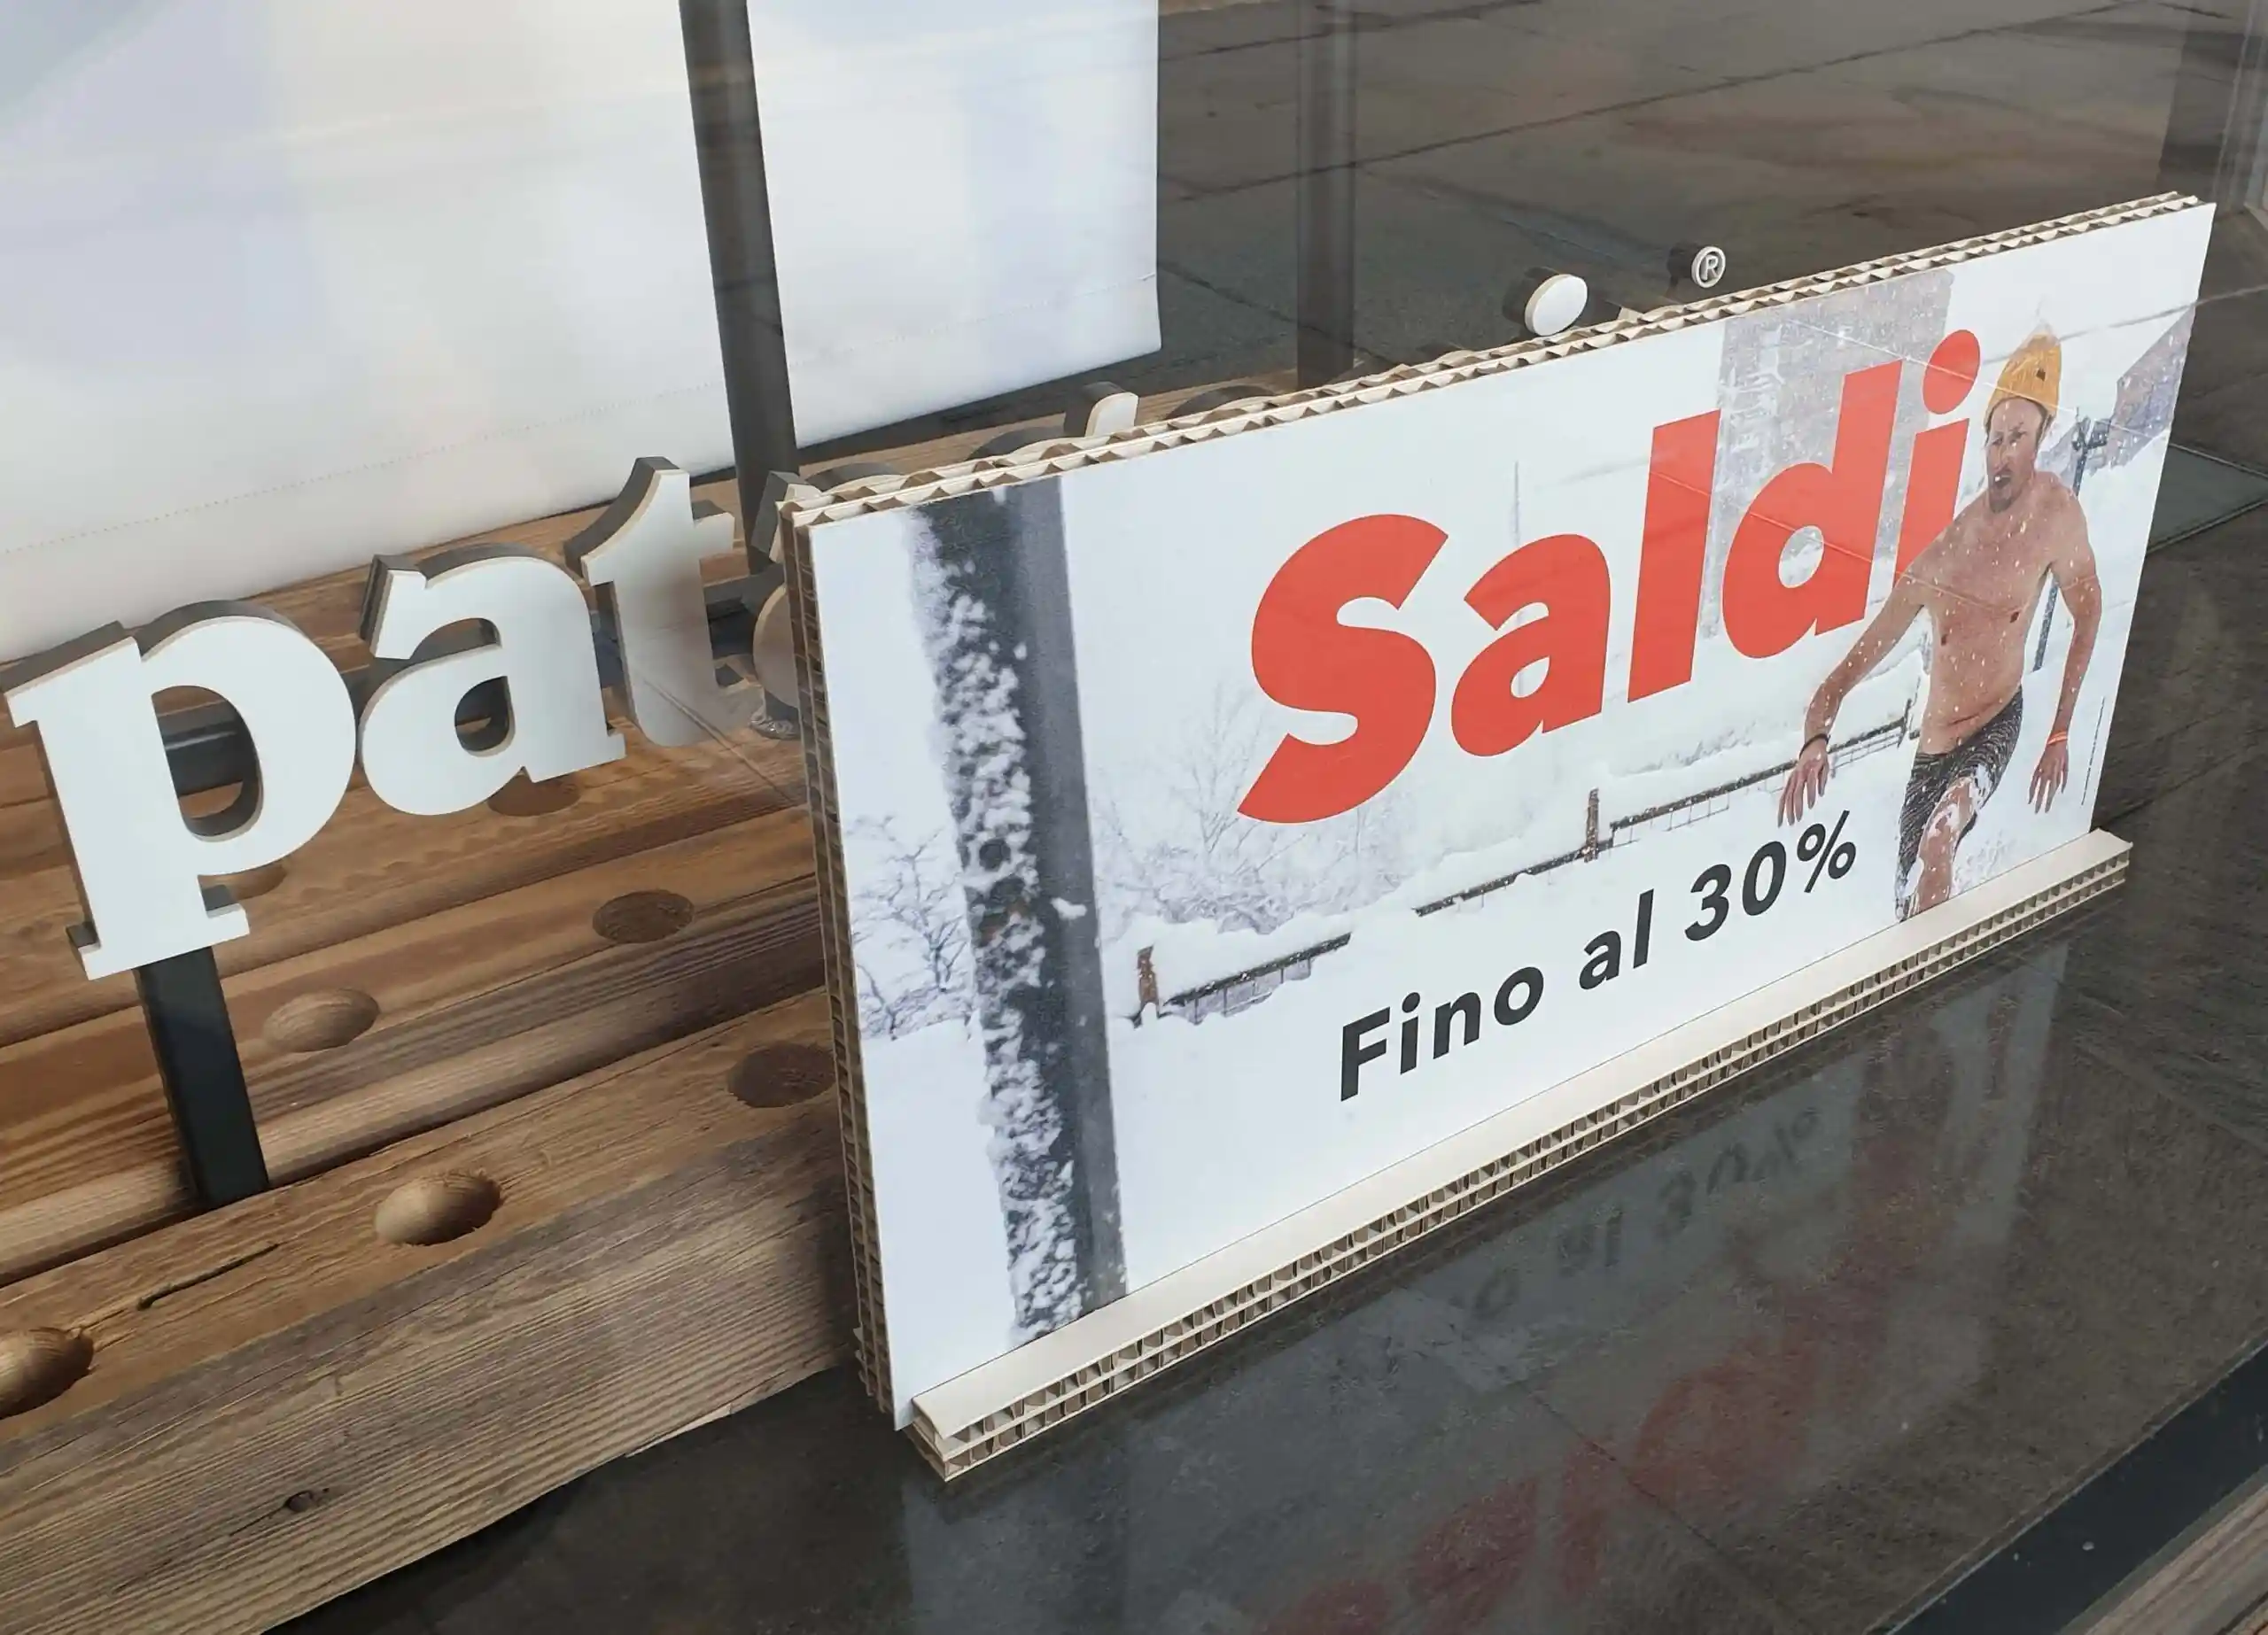 pat
®
Saldi
Fino al 30%